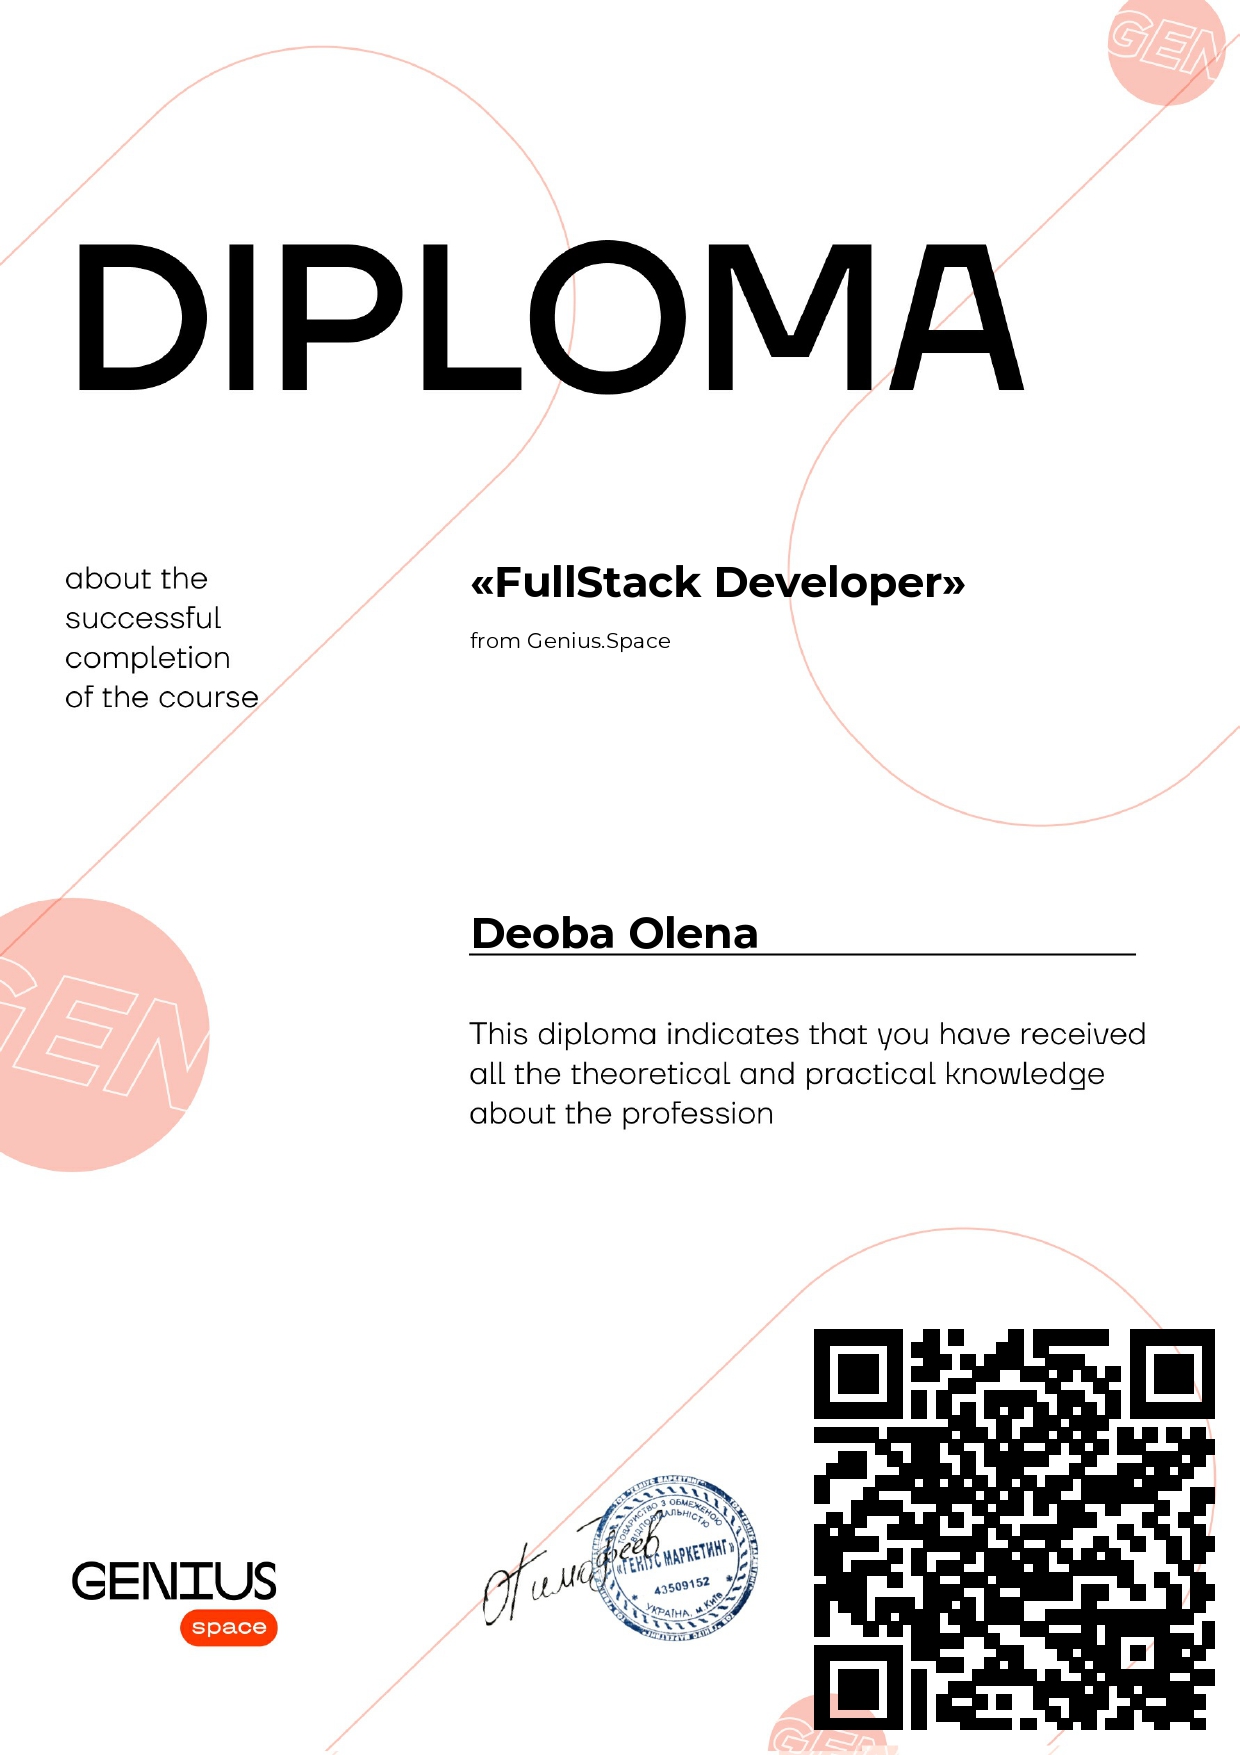 GEN
DIPLOMA
about the
successful
completion
of the course
«FullStack Developer»
from Genius.Space
Deoba Olena
GEN
This diploma indicates that you have received
all the theoretical and practical knowledge
about the profession
GENIUS
space
ТОВАРИСТВО З ОБМЕЖЕНОЮ
ВІДПОВІДАЛЬНІСТЮ
«ГЕНІУС МАРКЕТИНГ»
43509152
УКРАЇНА, м.Київ
GEN